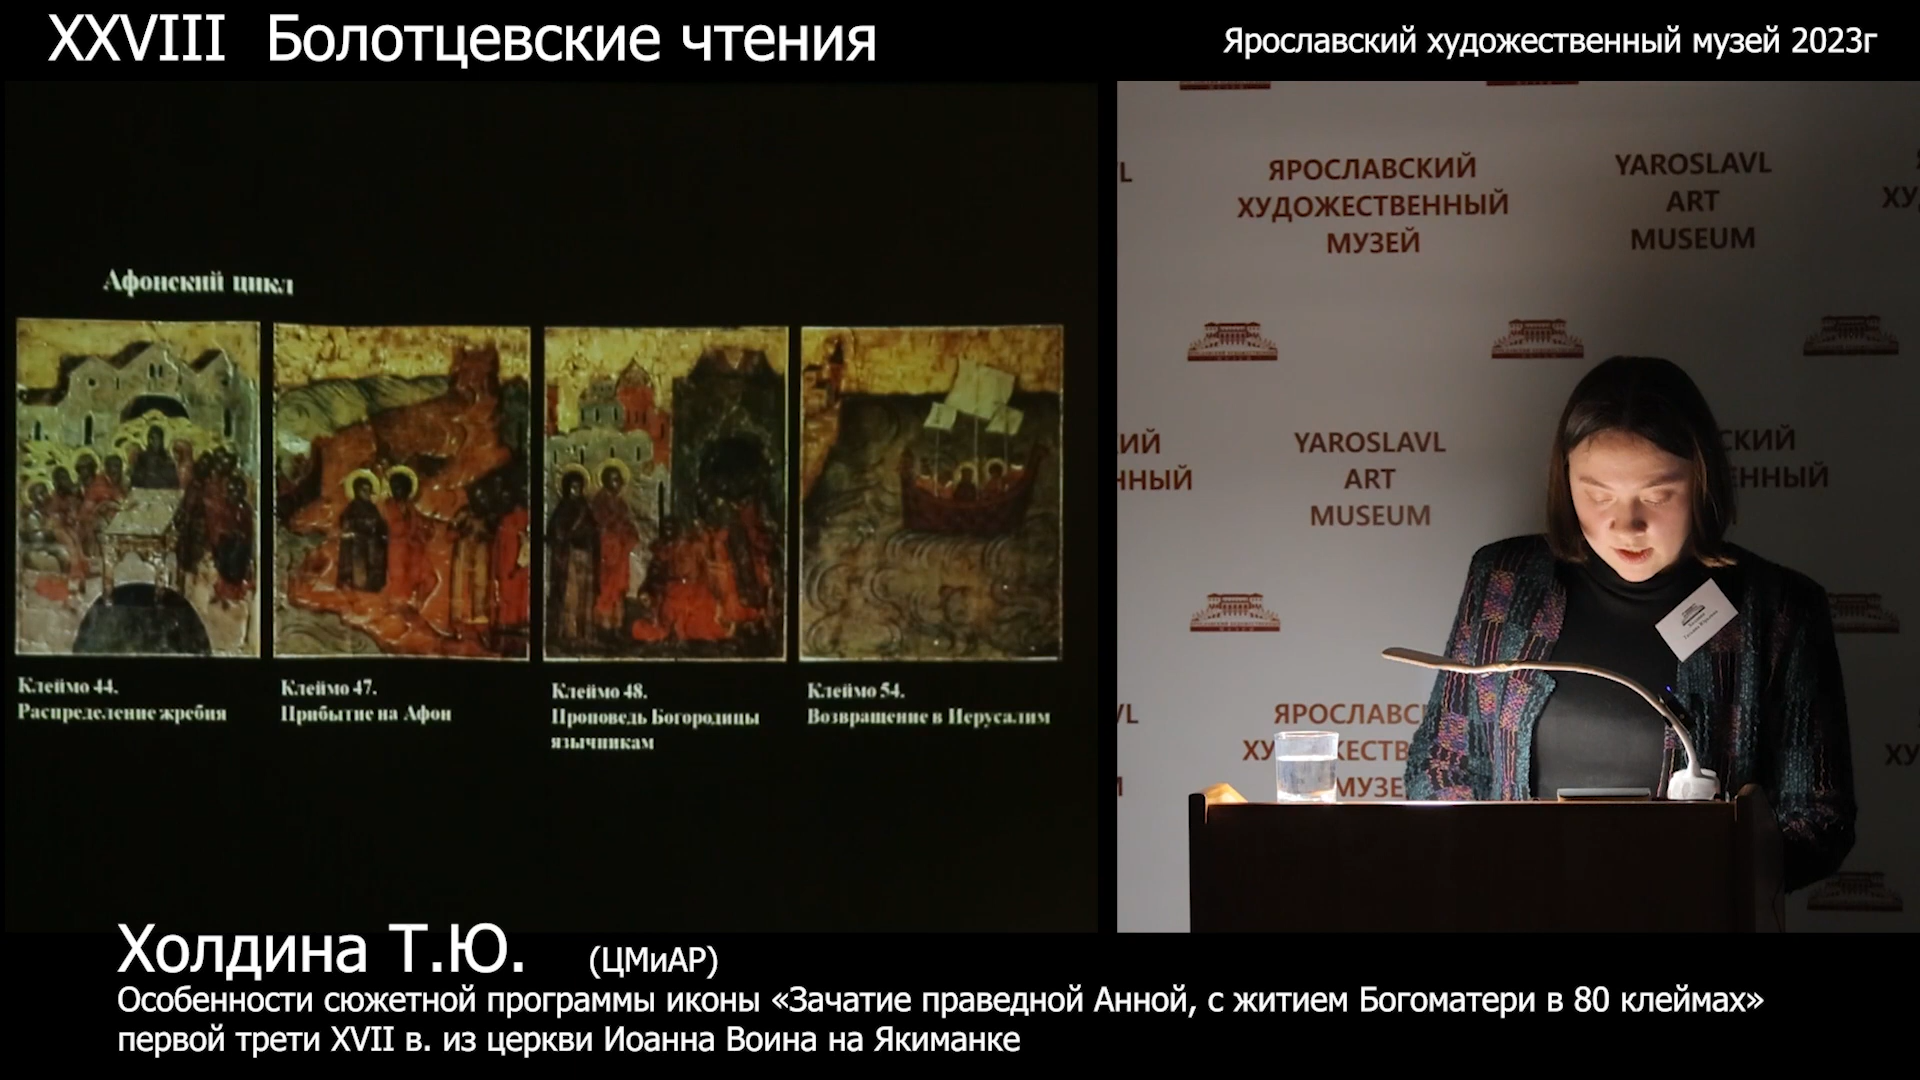 XXVIII Болотцевские чтения
Ярославский художественный музей 2023г
Афонский цикл
Клеймо 44.
Распределение жребия
Клеймо 47.
Прибытие на Афон
Клеймо 48.
Проповедь Богородицы
язычникам
Клеймо 54.
Возвращение в Иерусалим
ЯРОСЛАВСКИЙ
ХУДОЖЕСТВЕННЫЙ
МУЗЕЙ
YAROSLAVL
ART
MUSEUM
YAROSLAVL
ART
MUSEUM
Холдина Т.Ю. (ЦМиАР)
Особенности сюжетной программы иконы «Зачатие праведной Анной, с житием Богоматери в 80 клеймах»
первой трети XVII в. из церкви Иоанна Воина на Якиманке